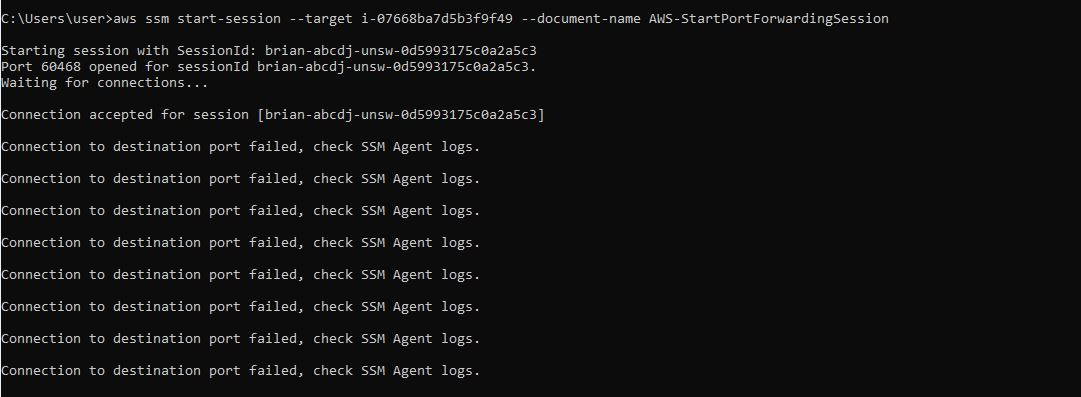 C:\Users\user>aws ssm start-session --target i-07668ba7d5b3f9f49 --document-name AWS-StartPortForwardingSession
Starting session with SessionId: brian-abcdj-unsw-0d5993175c0a2a5c3
Port 60468 opened for sessionId brian-abcdj-unsw-0d5993175c0a2a5c3.
Waiting for connections...
Connection accepted for session [brian-abcdj-unsw-0d5993175c0a2a5c3]
Connection to destination port failed, check SSM Agent logs.
Connection to destination port failed, check SSM Agent logs.
Connection to destination port failed, check SSM Agent logs.
Connection to destination port failed, check SSM Agent logs.
Connection to destination port failed, check SSM Agent logs.
Connection to destination port failed, check SSM Agent logs.
Connection to destination port failed, check SSM Agent logs.
Connection to destination port failed, check SSM Agent logs.